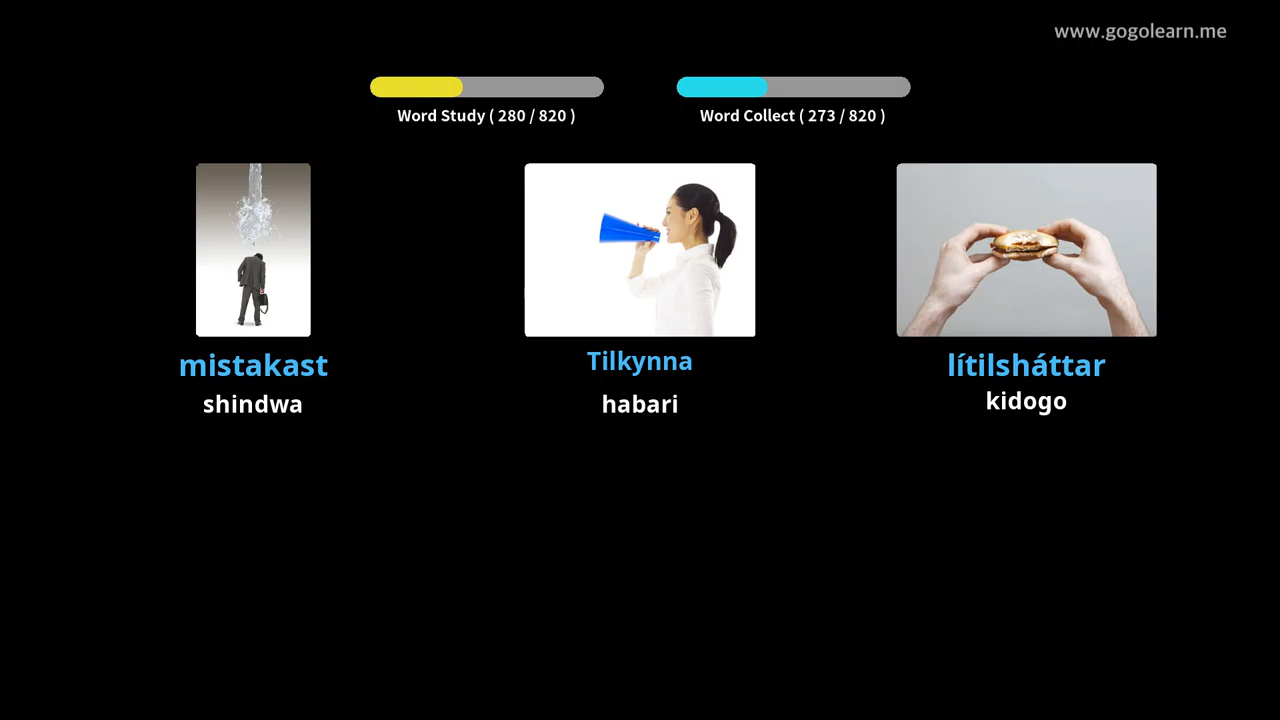 www.gogolearn.me
Word Study ( 280 / 820 )
Word Collect ( 273 / 820 )
mistakast
shindwa
Tilkynna
habari
lítilsháttar
kidogo